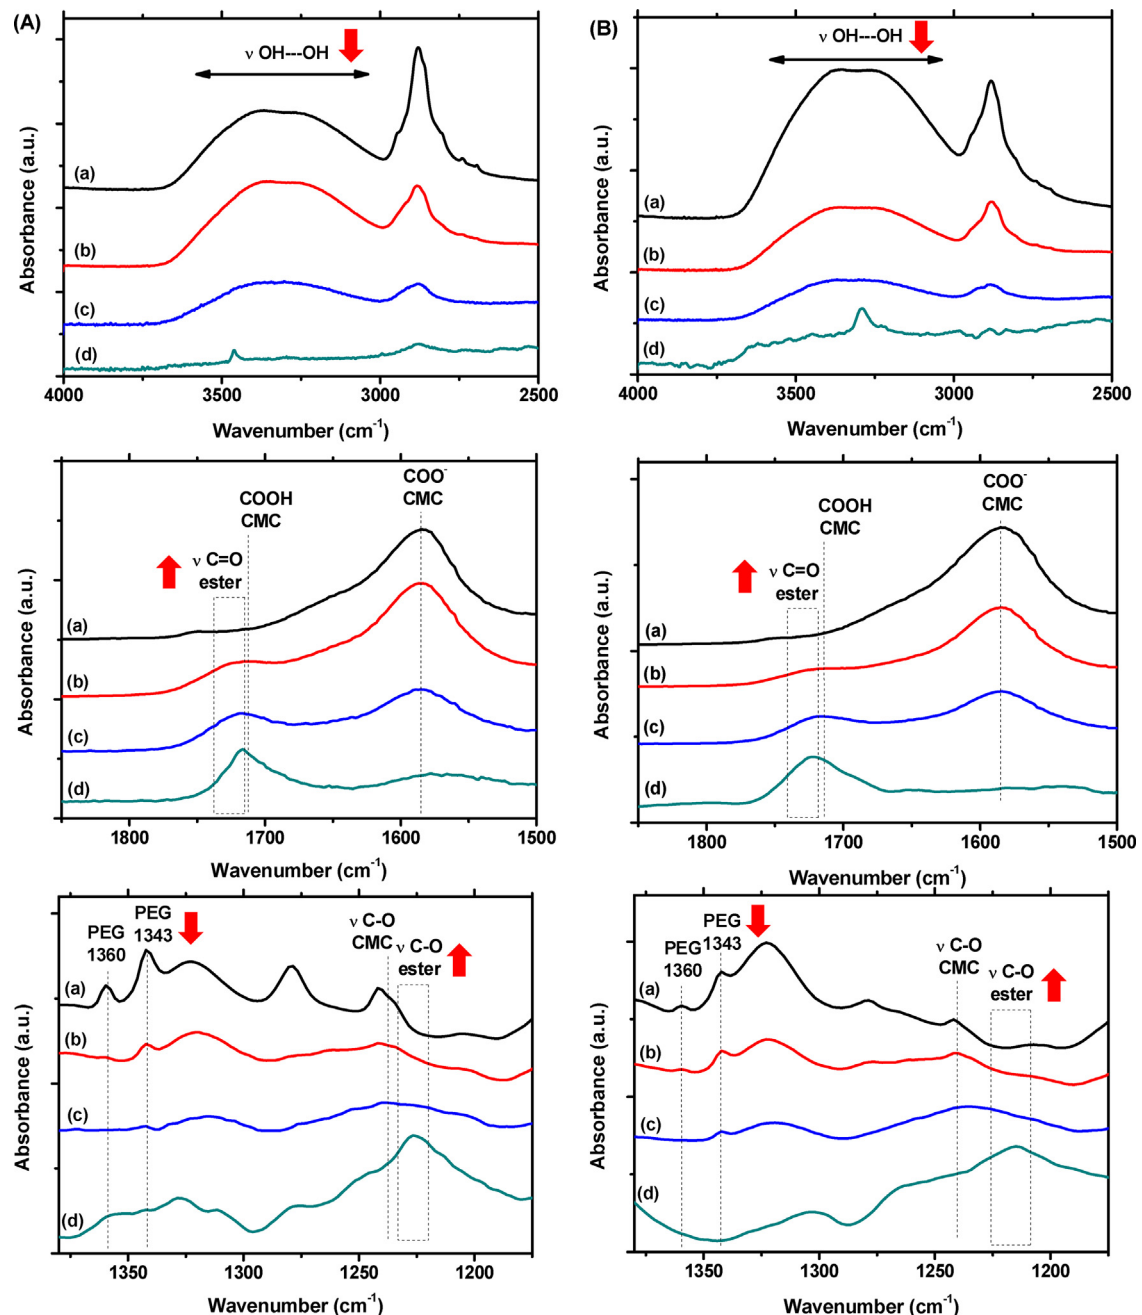 (A)
ν OH---OH
(a)
(b)
(c)
(d)
Absorbance (a.u.)
4000 3500 3000 2500
Wavenumber (cm⁻¹)
(B)
ν OH---OH
(a)
(b)
(c)
(d)
Absorbance (a.u.)
4000 3500 3000 2500
Wavenumber (cm⁻¹)
COO⁻
CMC
COOH
CMC
ν C=O
ester
(a)
(b)
(c)
(d)
Absorbance (a.u.)
1800 1700 1600 1500
Wavenumber (cm⁻¹)
COO⁻
CMC
COOH
CMC
ν C=O
ester
(a)
(b)
(c)
(d)
Absorbance (a.u.)
1800 1700 1600 1500
Wavenumber (cm⁻¹)
PEG
1343
PEG
1360
ν C-O
CMC
ν C-O
ester
(a)
(b)
(c)
(d)
Absorbance (a.u.)
1350 1300 1250 1200
Wavenumber (cm⁻¹)
PEG
1343
PEG
1360
ν C-O
CMC
ν C-O
ester
(a)
(b)
(c)
(d)
Absorbance (a.u.)
1350 1300 1250 1200
Wavenumber (cm⁻¹)